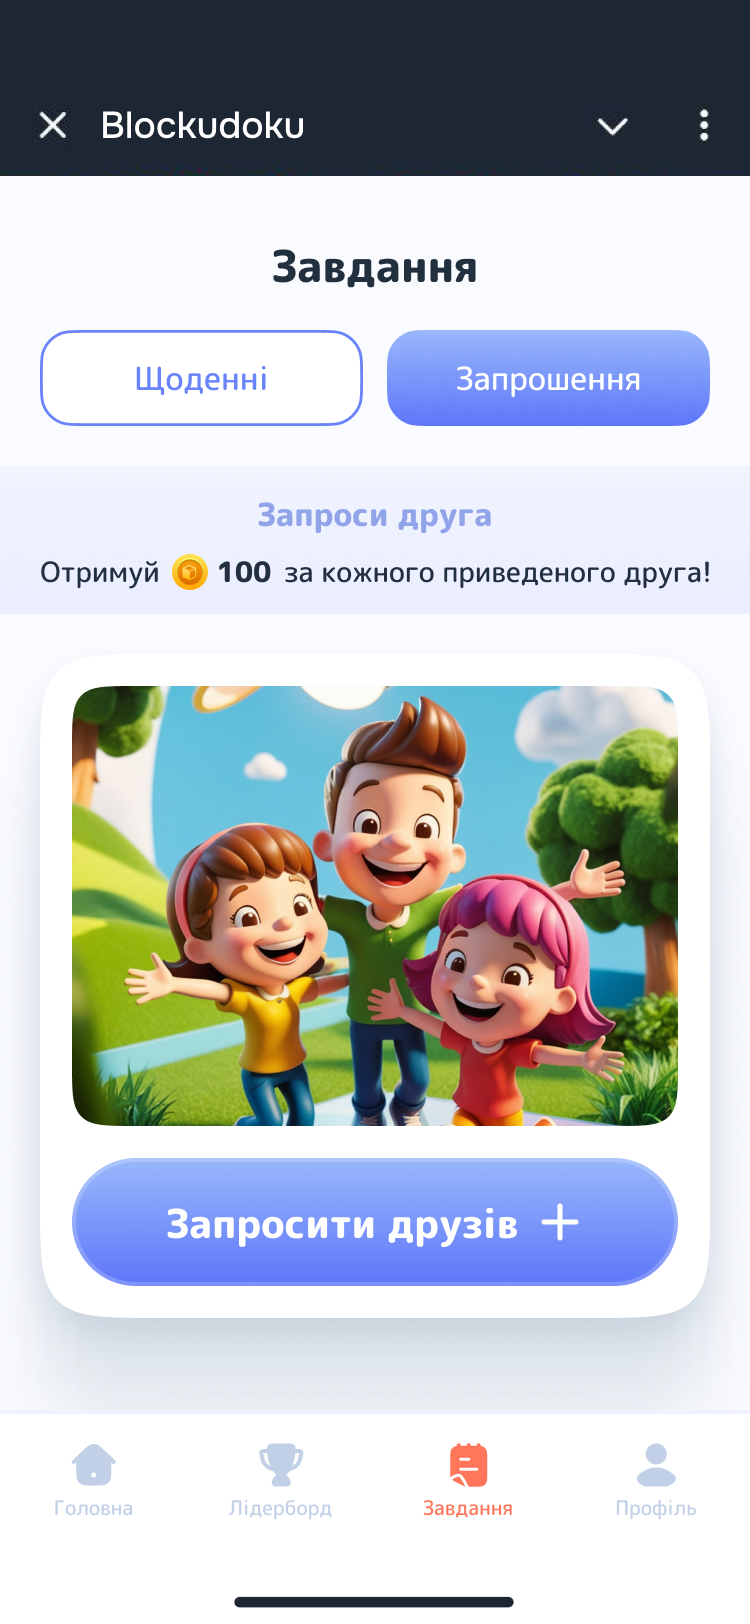 Blockudoku
Завдання
Щоденні
Запрошення
Запроси друга
Отримуй 100 за кожного приведеного друга!
Запросити друзів
Головна
Лідерборд
Завдання
Профіль